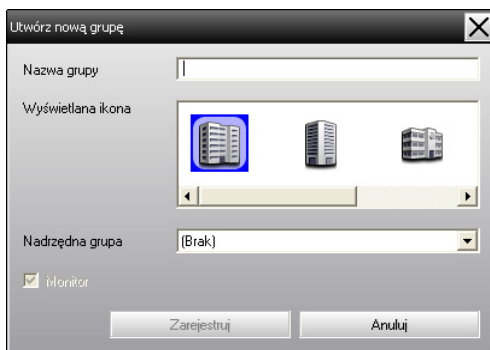 Utwórz nową grupę
Nazwa grupy
Wyświetlana ikona
Nadrzędna grupa (Brak)
Monitor
Zarejestruj Anuluj